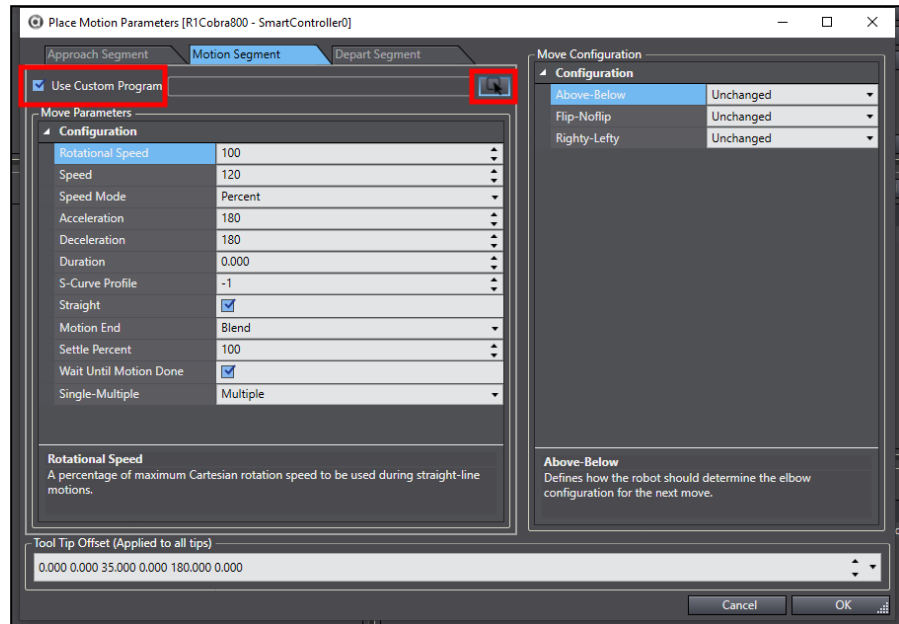 Place Motion Parameters [R1Cobra800 - SmartController0]
Approach Segment Motion Segment Depart Segment
Use Custom Program
Move Parameters
Configuration
Rotational Speed 100
Speed 120
Speed Mode Percent
Acceleration 180
Deceleration 180
Duration 0.000
S-Curve Profile -1
Straight
Motion End Blend
Settle Percent 100
Wait Until Motion Done
Single-Multiple Multiple
Rotational Speed
A percentage of maximum Cartesian rotation speed to be used during straight-line
motions.
Move Configuration
Configuration
Above-Below Unchanged
Flip-Noflip Unchanged
Righty-Lefty Unchanged
Above-Below
Defines how the robot should determine the elbow
configuration for the next move.
Tool Tip Offset (Applied to all tips)
0.000 0.000 35.000 0.000 180.000 0.000
Cancel OK